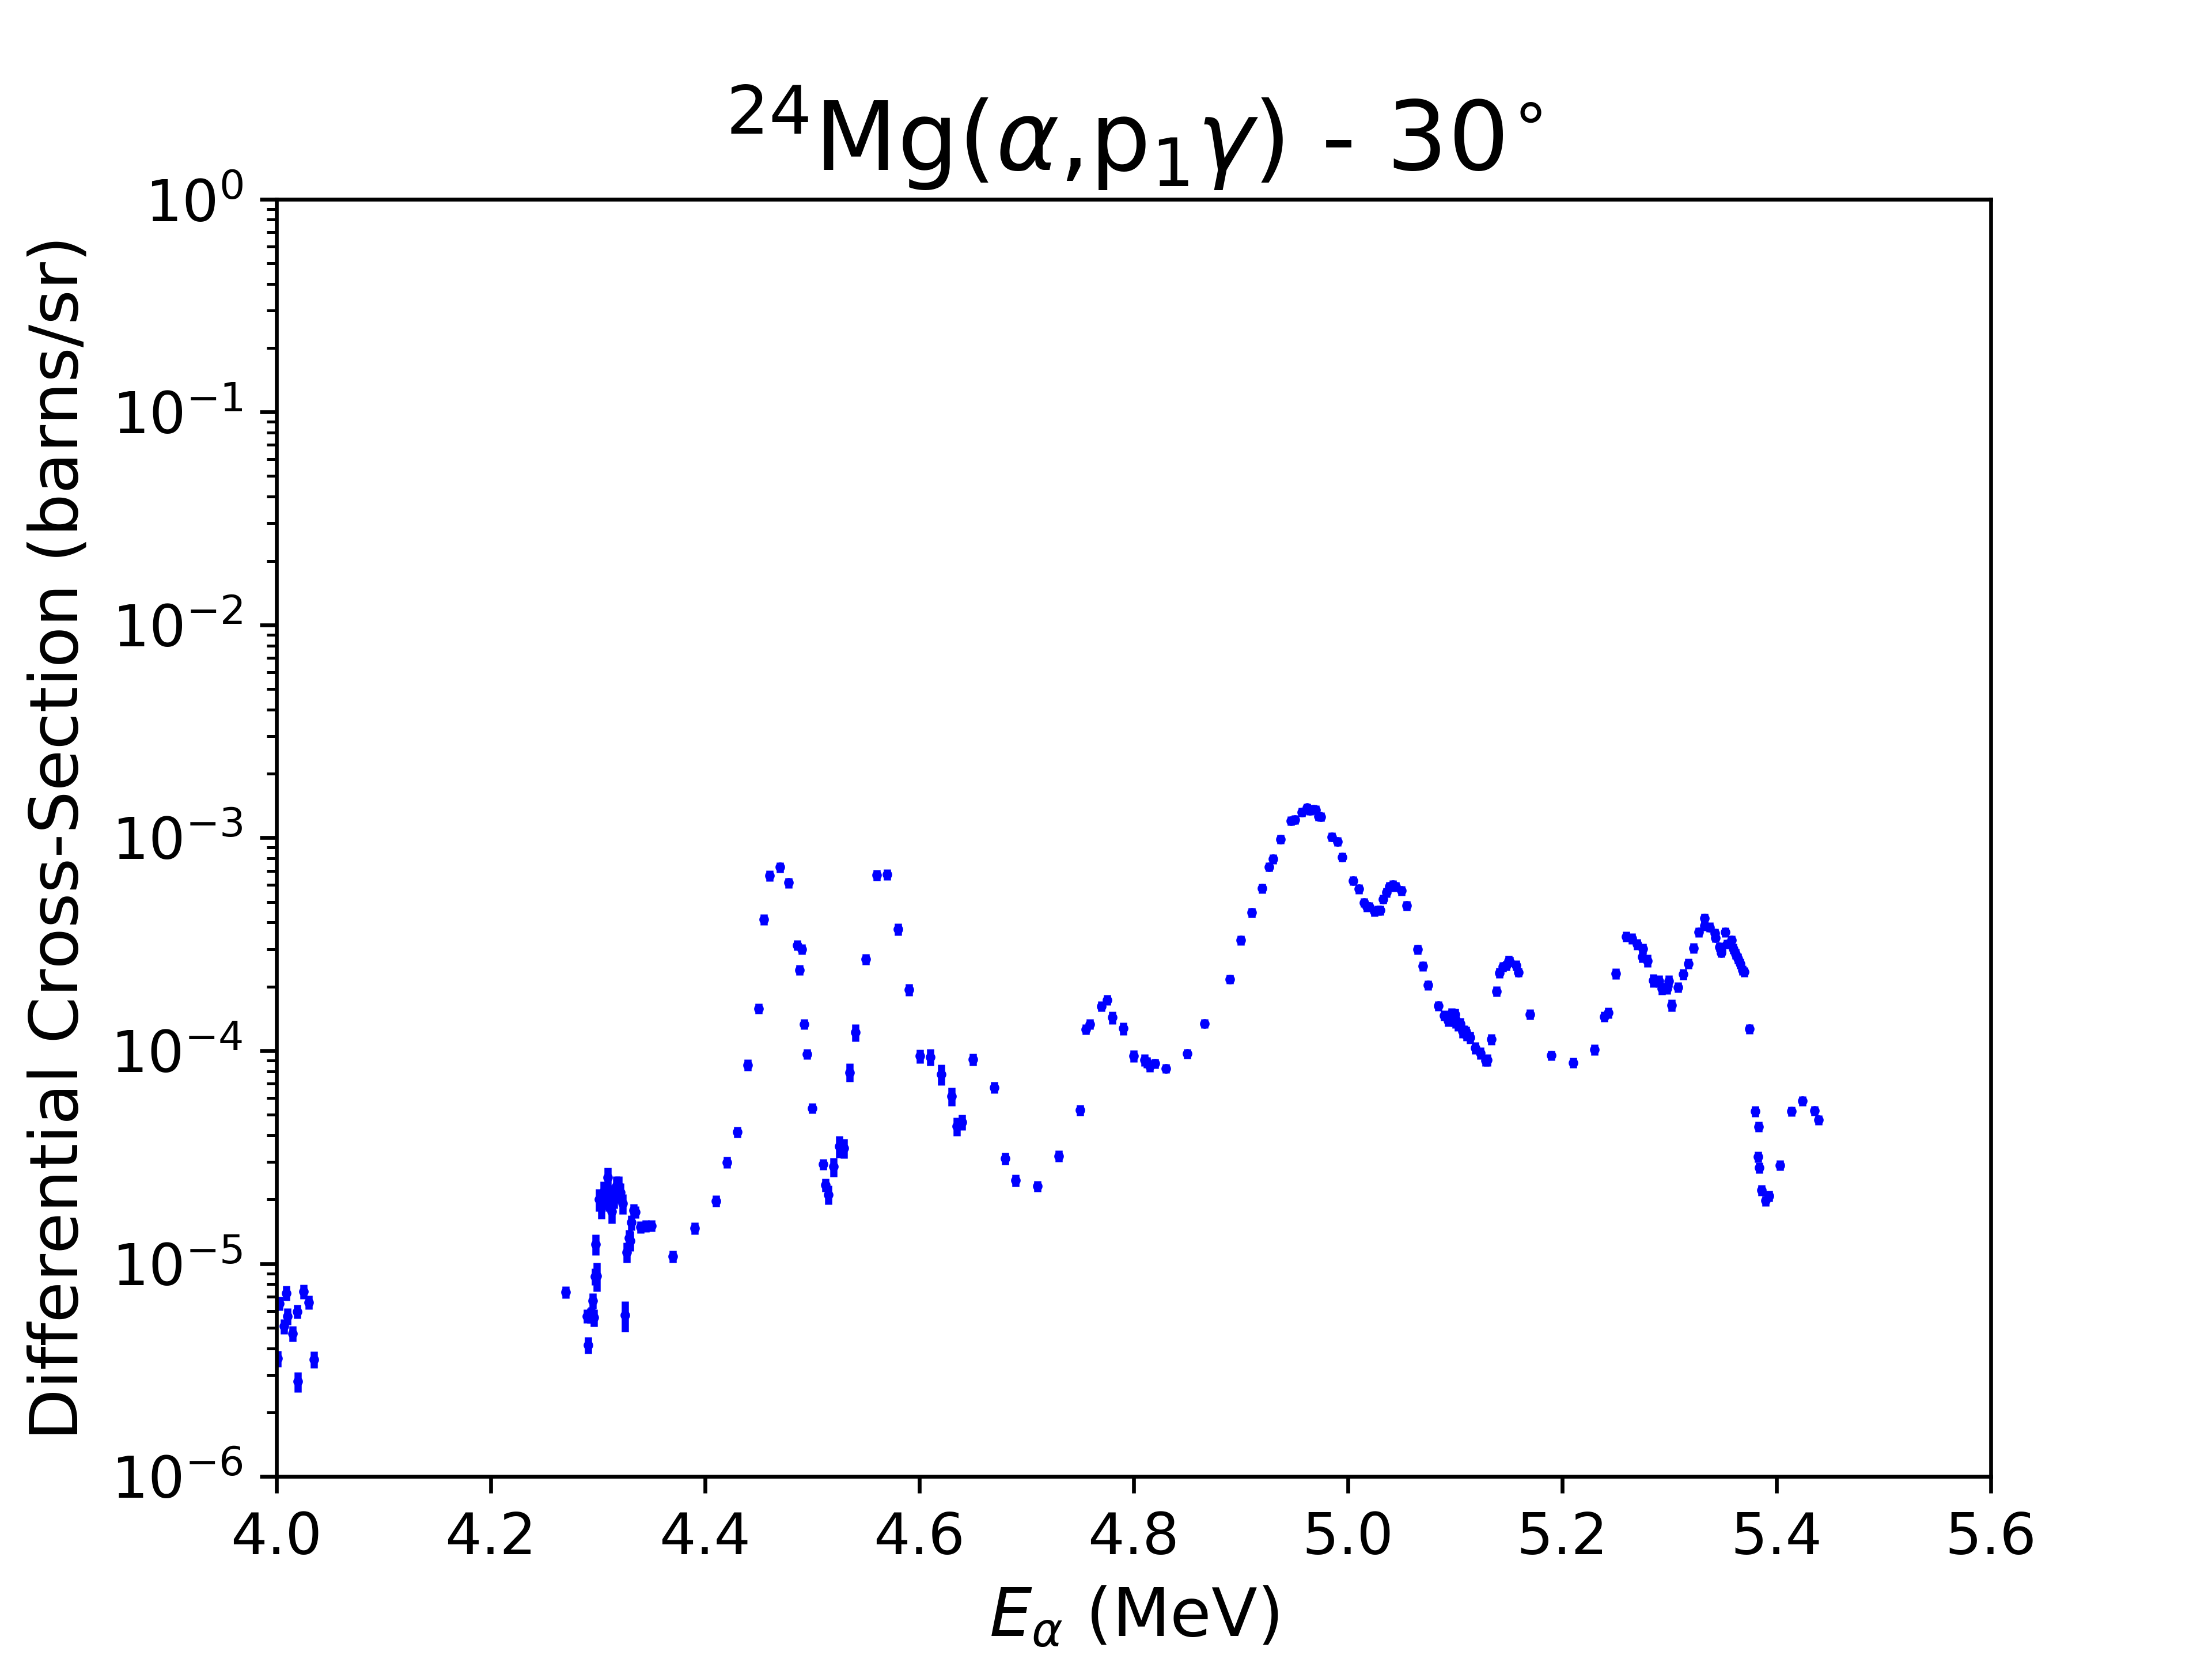 ²⁴Mg(α,p₁γ) - 30°
Differential Cross-Section (barns/sr)
10⁰
10⁻¹
10⁻²
10⁻³
10⁻⁴
10⁻⁵
10⁻⁶
4.0 4.2 4.4 4.6 4.8 5.0 5.2 5.4 5.6
E_α (MeV)